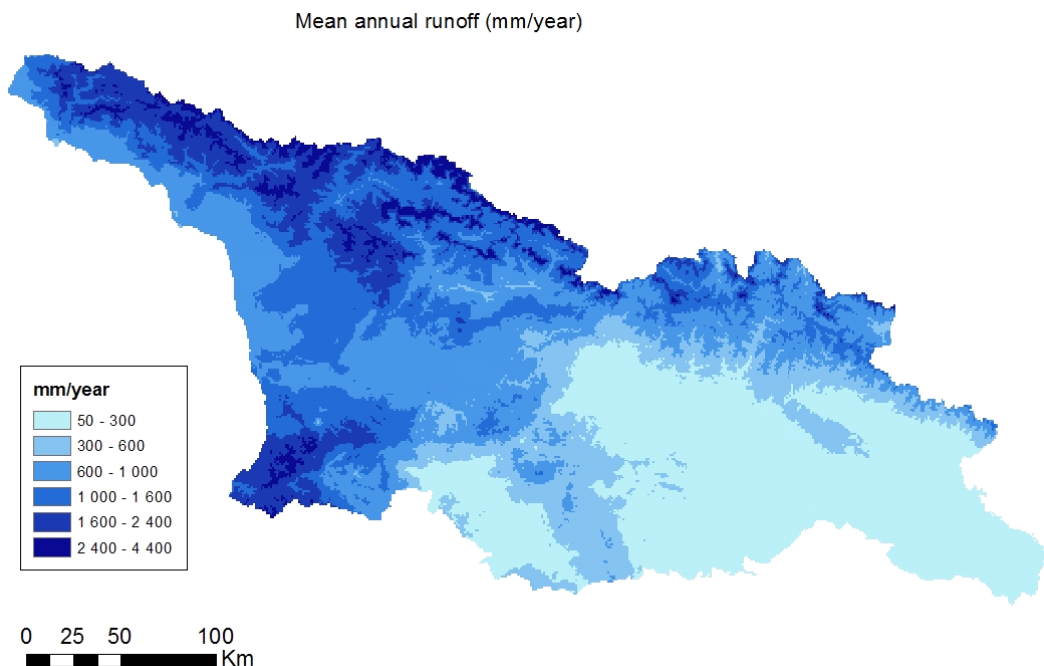 Mean annual runoff (mm/year)
mm/year
50 - 300
300 - 600
600 - 1 000
1 000 - 1 600
1 600 - 2 400
2 400 - 4 400
0 25 50 100
Km